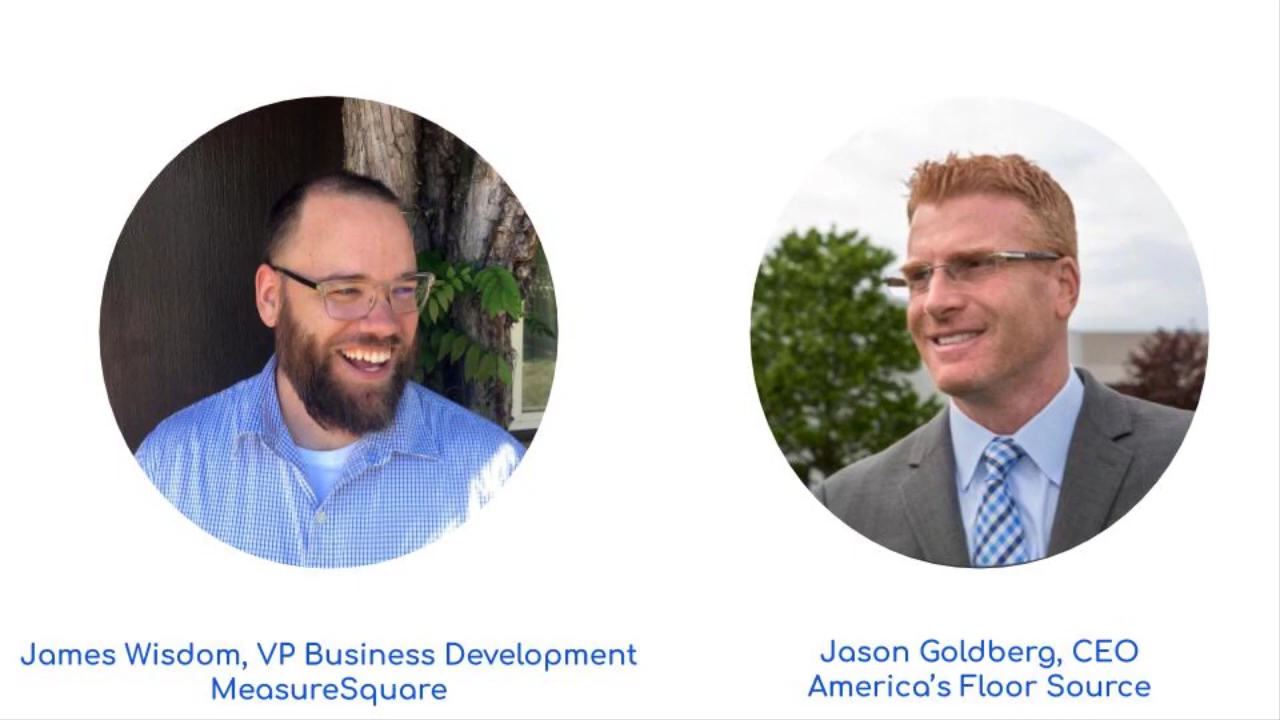 James Wisdom, VP Business Development
MeasureSquare
Jason Goldberg, CEO
America's Floor Source